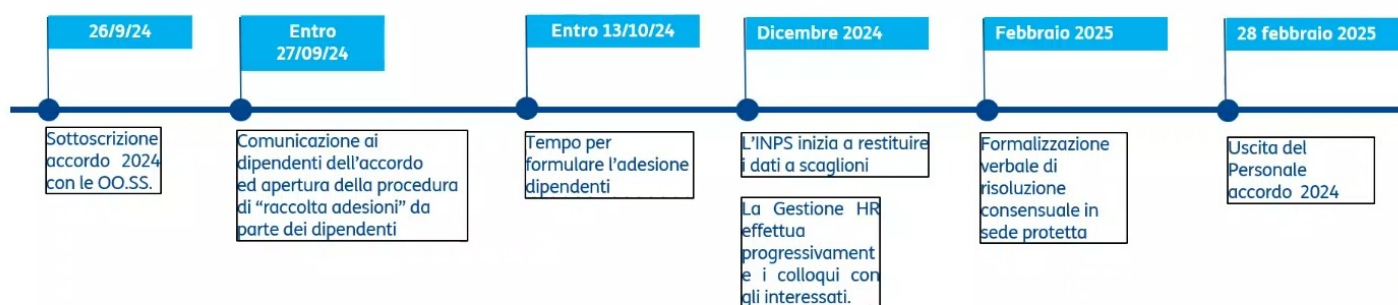 26/9/24
Entro
27/09/24
Entro 13/10/24
Dicembre 2024
Febbraio 2025
28 febbraio 2025
Sottoscrizione
accordo 2024
con le OO.SS.
Comunicazione ai
dipendenti dell'accordo
ed apertura della procedura
di "raccolta adesioni" da
parte dei dipendenti
Tempo per
formulare l'adesione
dipendenti
L'INPS inizia a restituire
i dati a scaglioni
La Gestione HR
effettua
progressivament
e i colloqui con
gli interessati.
Formalizzazione
verbale di
risoluzione
consensuale in
sede protetta
Uscita del
Personale
accordo 2024